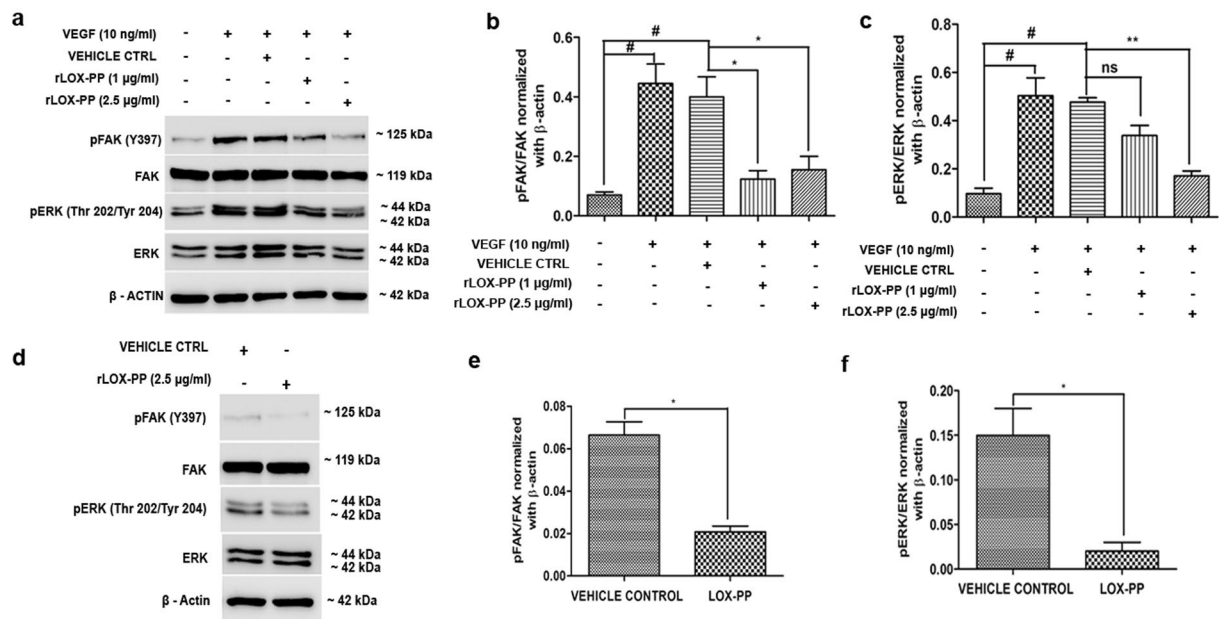 a
VEGF (10 ng/ml) - + + + +
VEHICLE CTRL +
rLOX-PP (1 µg/ml) +
rLOX-PP (2.5 µg/ml) +
pFAK (Y397) ~ 125 kDa
FAK ~ 119 kDa
pERK (Thr 202/Tyr 204) ~ 44 kDa
~ 42 kDa
ERK ~ 44 kDa
~ 42 kDa
β - ACTIN ~ 42 kDa
b
pFAK/FAK normalized
with β-actin
0.6
0.4
0.2
0.0
#
#
*
*
VEGF (10 ng/ml) - + + + +
VEHICLE CTRL +
rLOX-PP (1 µg/ml) +
rLOX-PP (2.5 µg/ml) +
c
pERK/ERK normalized
with β-actin
0.8
0.6
0.4
0.2
0.0
#
#
**
ns
VEGF (10 ng/ml) - + + + +
VEHICLE CTRL +
rLOX-PP (1 µg/ml) +
rLOX-PP (2.5 µg/ml) +
d
VEHICLE CTRL + -
rLOX-PP (2.5 µg/ml) - +
pFAK (Y397) ~ 125 kDa
FAK ~ 119 kDa
pERK (Thr 202/Tyr 204) ~ 44 kDa
~ 42 kDa
ERK ~ 44 kDa
~ 42 kDa
β - Actin ~ 42 kDa
e
pFAK/FAK normalized
with β-actin
0.08
0.06
0.04
0.02
0.00
*
VEHICLE CONTROL LOX-PP
f
pERK/ERK normalized
with β-actin
0.20
0.15
0.10
0.05
0.00
*
VEHICLE CONTROL LOX-PP